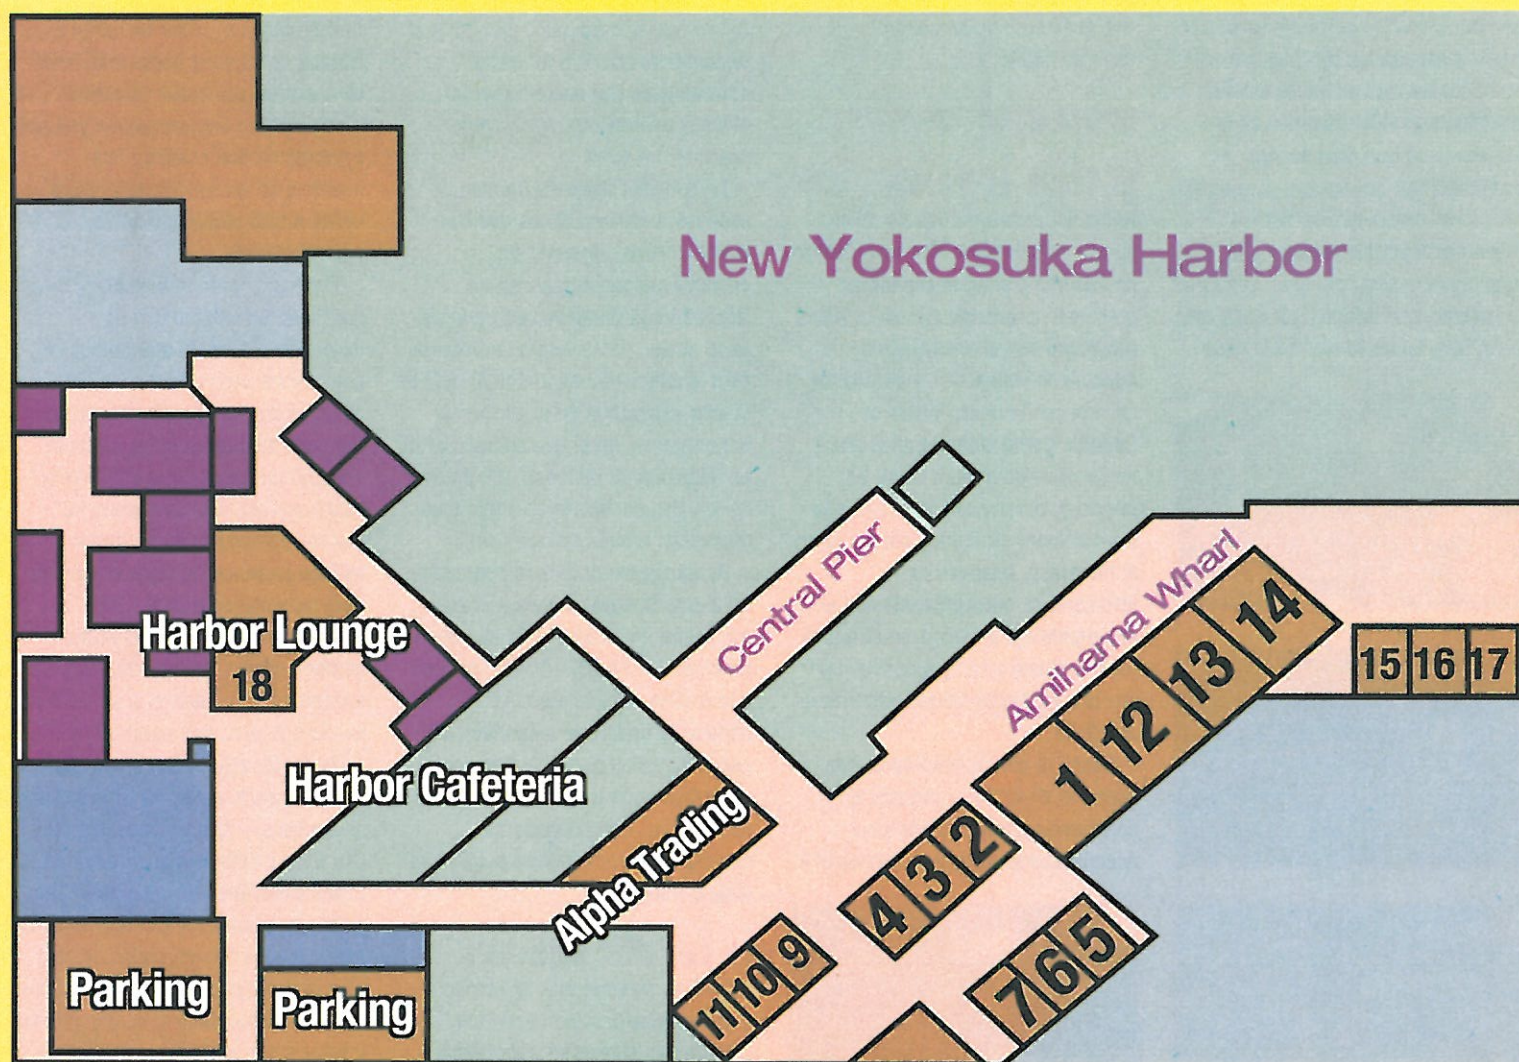 New Yokosuka Harbor
Central Pier
Amihama Wharf
Harbor Lounge
18
14
13
12
1
15
16
17
Harbor Cafeteria
Alpha Trading
2
3
4
5
6
7
9
10
11
Parking
Parking